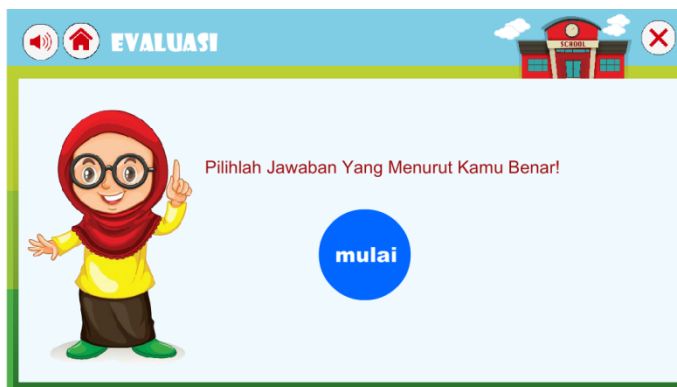 EVALUASI
SCHOOL
Pilihlah Jawaban Yang Menurut Kamu Benar!
mulai